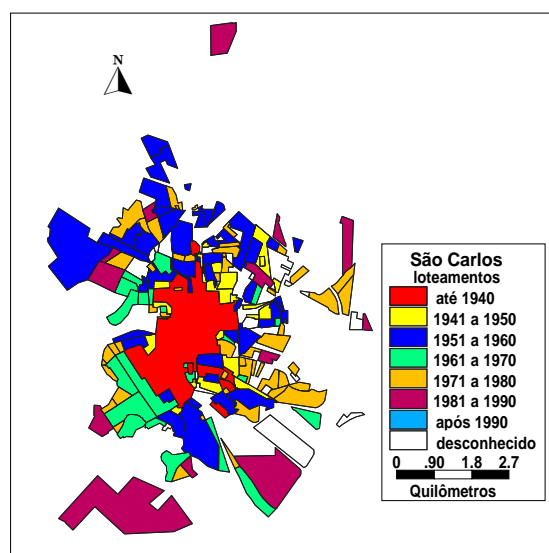 N
São Carlos
loteamentos
até 1940
1941 a 1950
1951 a 1960
1961 a 1970
1971 a 1980
1981 a 1990
após 1990
desconhecido
0 .90 1.8 2.7
Quilômetros